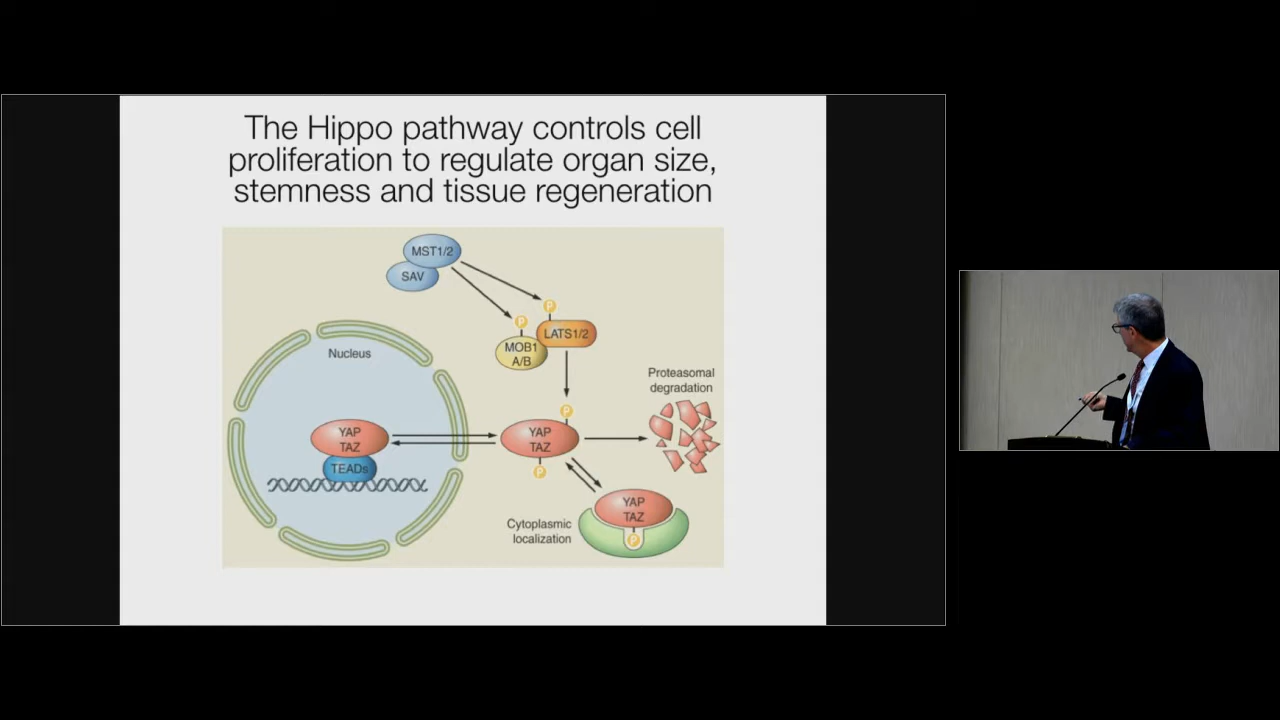 The Hippo pathway controls cell
proliferation to regulate organ size,
stemness and tissue regeneration
MST1/2
SAV
P
P
LATS1/2
MOB1
A/B
Nucleus
Proteasomal
degradation
P
YAP
TAZ
TEADs
YAP
TAZ
P
YAP
TAZ
P
Cytoplasmic
localization